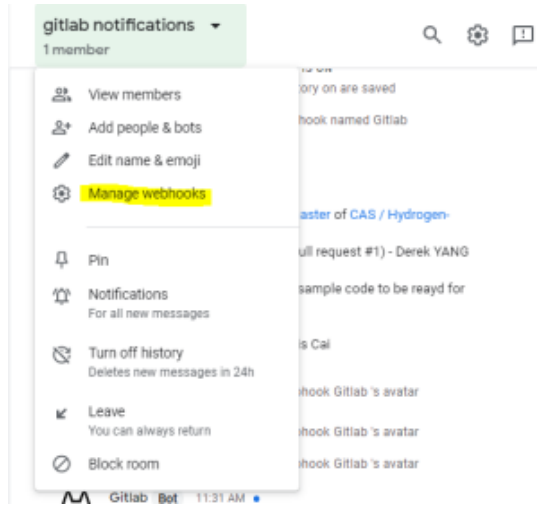 gitlab notifications
1 member
ory on are saved
View members
hook named Gitlab
Add people & bots
Edit name & emoji
Manage webhooks
aster of CAS / Hydrogen-
ull request #1) - Derek YANG
Pin
Notifications
sample code to be reayd for
For all new messages
s Cai
Turn off history
Deletes new messages in 24h
hook Gitlab 's avatar
Leave
You can always return
hook Gitlab 's avatar
Block room
hook Gitlab 's avatar
Gitlab Bot 11:31 AM